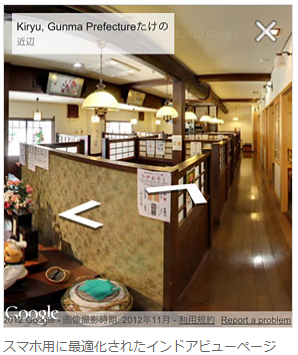 Kiryu, Gunma Prefectureたけの
近辺
Google
2012 Google - 画像撮影時期: 2012年11月 - 利用規約 Report a problem
スマホ用に最適化されたインドアビューページ